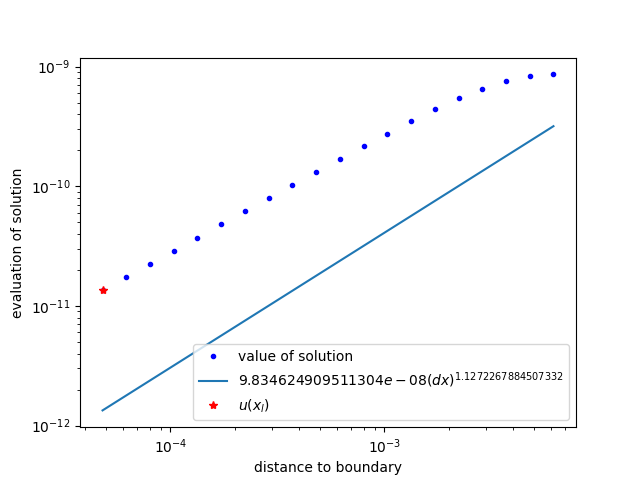 10⁻⁹
10⁻¹⁰
10⁻¹¹
10⁻¹²
evaluation of solution
value of solution
9.834624909511304e − 08(dx)^1.1272267884507332
u(x_l)
10⁻⁴
10⁻³
distance to boundary